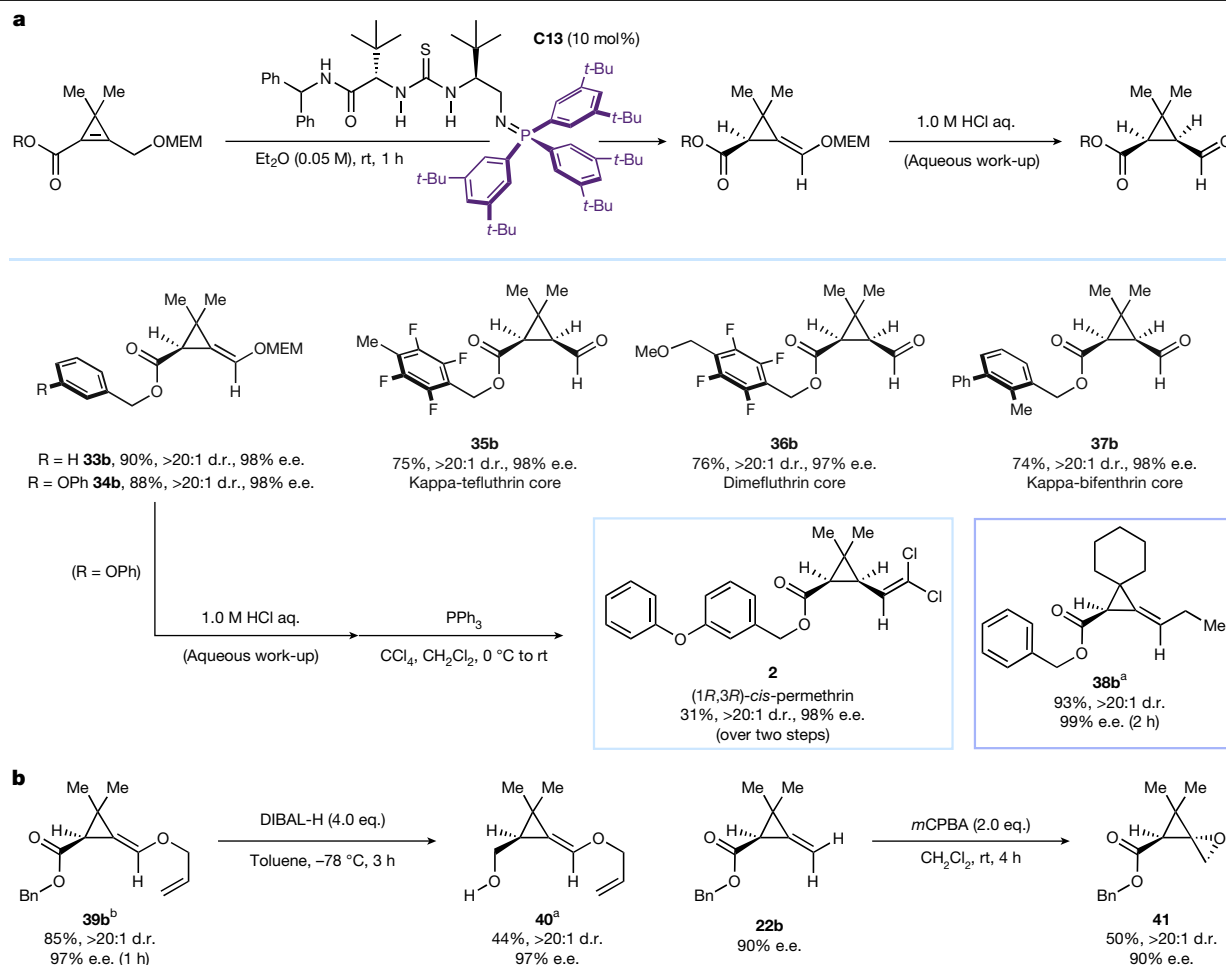 a
C13 (10 mol%)
Me Me
RO
O
OMEM
Ph
H
N
Ph
O
N
H
S
N
H
N
P
t-Bu
t-Bu
t-Bu
t-Bu
t-Bu
t-Bu
Et2O (0.05 M), rt, 1 h
Me Me
H
RO
O
OMEM
H
1.0 M HCl aq.
(Aqueous work-up)
Me Me
H H
RO
O
O
H
Me Me
H
O
O
OMEM
H
R
R = H 33b, 90%, >20:1 d.r., 98% e.e.
R = OPh 34b, 88%, >20:1 d.r., 98% e.e.
Me Me
H H
O
O
O
H
Me
F
F
F
F
35b
75%, >20:1 d.r., 98% e.e.
Kappa-tefluthrin core
Me Me
H H
O
O
O
H
MeO
F
F
F
F
36b
76%, >20:1 d.r., 97% e.e.
Dimefluthrin core
Me Me
H H
O
O
O
H
Ph
Me
37b
74%, >20:1 d.r., 98% e.e.
Kappa-bifenthrin core
(R = OPh)
1.0 M HCl aq.
(Aqueous work-up)
PPh3
CCl4, CH2Cl2, 0 °C to rt
Me Me
H H
Cl
Cl
H
O
O
O
2
(1R,3R)-cis-permethrin
31%, >20:1 d.r., 98% e.e.
(over two steps)
H
O
O
H
Me
38bª
93%, >20:1 d.r.
99% e.e. (2 h)
b
Me Me
H
O
O
Bn
O
H
39bᵇ
85%, >20:1 d.r.
97% e.e. (1 h)
DIBAL-H (4.0 eq.)
Toluene, –78 °C, 3 h
Me Me
H
O
H
O
H
40ª
44%, >20:1 d.r.
97% e.e.
Me Me
H
O
O
Bn
H
H
22b
90% e.e.
mCPBA (2.0 eq.)
CH2Cl2, rt, 4 h
Me Me
H
O
O
O
Bn
41
50%, >20:1 d.r.
90% e.e.